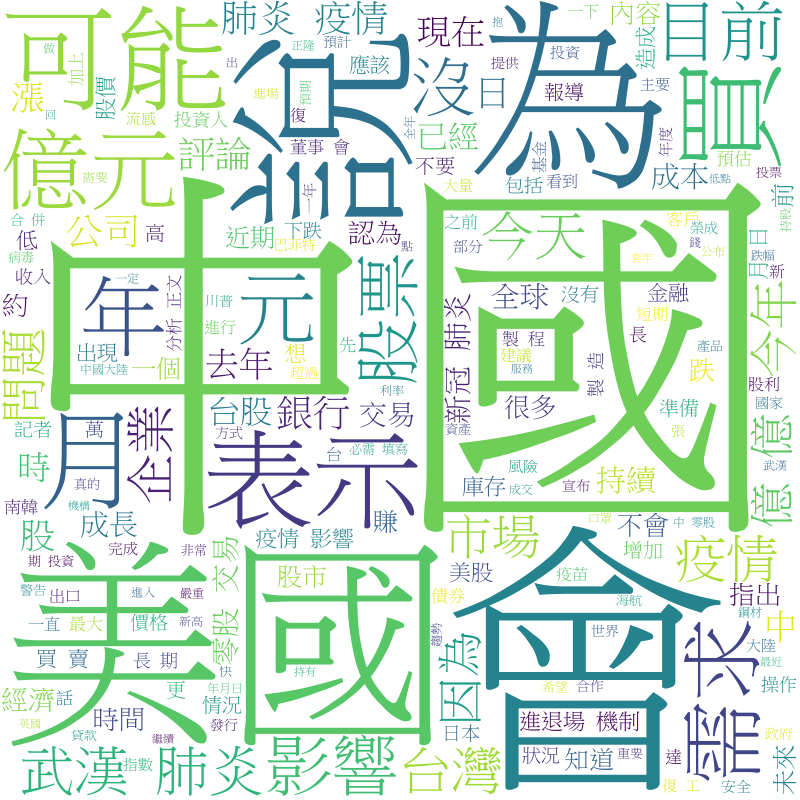 中國
美國
會
為
說
可能
億元
表示
年
月
元
買
目前
需求
股票
今天
今年
沒
疫情
武漢
肺炎
影響
台灣
市場
因為
企業
問題
銀行
公司
評論
成本
現在
億 億
新冠 肺炎
肺炎 疫情
零股 交易
進退場 機制
漲
日
已經
認為
全球
很多
持續
跌
庫存
不會
指出
中
去年
台股
交易
賺
成長
時
股
時間
經濟
股市
疫情 影響
美股
日本
知道
未來
約
低
近期
下跌
一個
想
出現
南韓
記者
收入
高
萬
股價
投資人
流感
應該
復
預計
正隆
董事 會
不要
報導
造成
內容
一下
投資
提供
主要
年度
預估
基金
包括
看到
投票
低點
大量
持股
全年
進場
預期
需要
合 併
病毒
川普
進行
分析
正文
一定
中國大陸
超過
先
巴菲特
點
一年
之前
部分
沒有
金融
製 程
製 造
建議
短期
服務
長
客戶
榮成
錢
公布
跌幅
新
前
月 日
產品
股利
國家
準備
風險
宣布
成交
資產
利率
必需 填寫
台
方式
真的
機構
期 投資
完成
非常
嚴重
出口
警告
進入
一直
最大
價格
新高
買 賣
長 期
話
更
快
情況
年月日
持有
發行
貸款
繼續
指數
英國
債券
趨勢
增加
疫苗
口罩
中 零股
海航
鋼材
世界
希望
合作
狀況
重要
達
復 工
安全
政府
操作
大陸
最近
武漢
張
做
出
回
抱